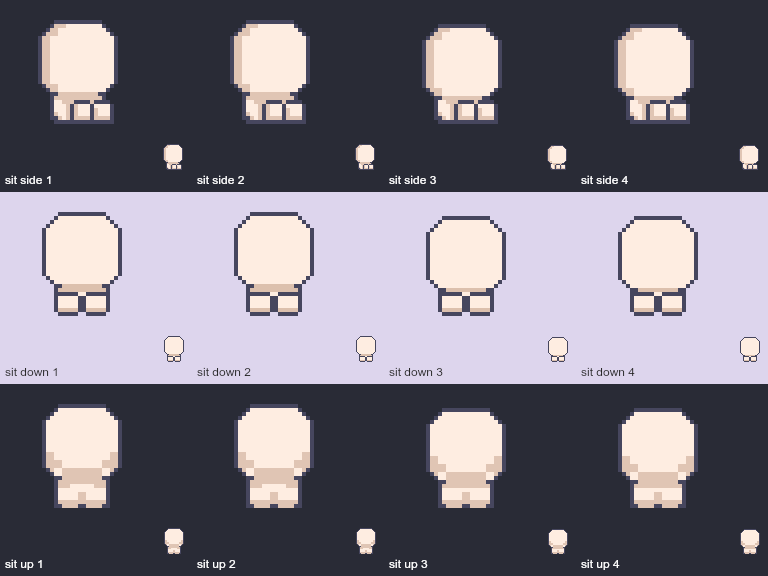 sit side 1
sit side 2
sit side 3
sit side 4
sit down 1
sit down 2
sit down 3
sit down 4
sit up 1
sit up 2
sit up 3
sit up 4